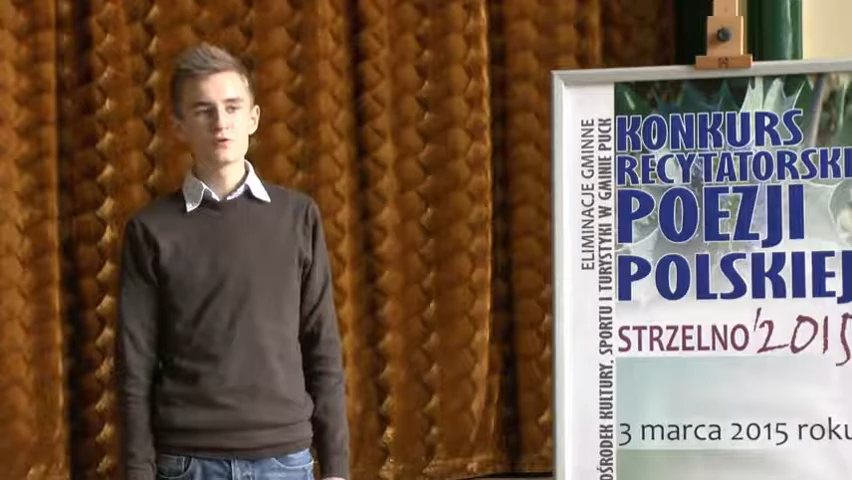 ELIMINACJE GMINNE
OŚRODEK KULTURY, SPORTU I TURYSTYKI W GMINIE PUCK
KONKURS
RECYTATORSKI
POEZJI
POLSKIEJ
STRZELNO '2015
3 marca 2015 roku